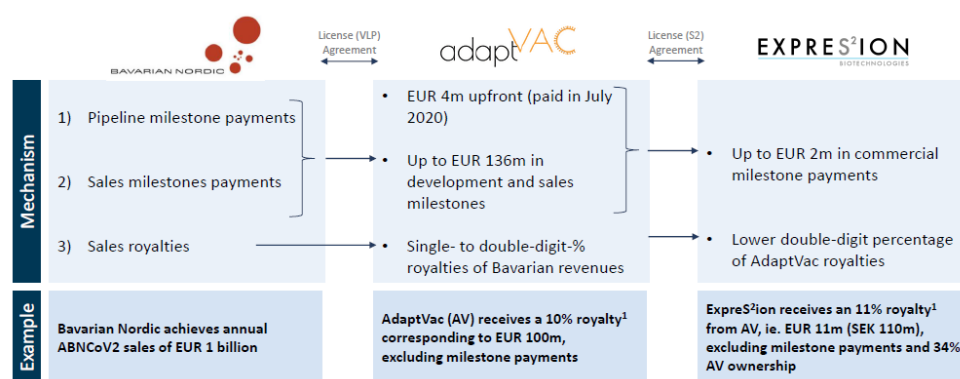 BAVARIAN NORDIC
License (VLP)
Agreement
adaptVAC
License (S2)
Agreement
EXPRES²ION
BIOTECHNOLOGIES
Mechanism
1) Pipeline milestone payments
2) Sales milestones payments
3) Sales royalties
• EUR 4m upfront (paid in July
2020)
• Up to EUR 136m in
development and sales
milestones
• Single- to double-digit-%
royalties of Bavarian revenues
• Up to EUR 2m in commercial
milestone payments
• Lower double-digit percentage
of AdaptVac royalties
Example
Bavarian Nordic achieves annual
ABNCoV2 sales of EUR 1 billion
AdaptVac (AV) receives a 10% royalty¹
corresponding to EUR 100m,
excluding milestone payments
ExpreS²ion receives an 11% royalty¹
from AV, ie. EUR 11m (SEK 110m),
excluding milestone payments and 34%
AV ownership